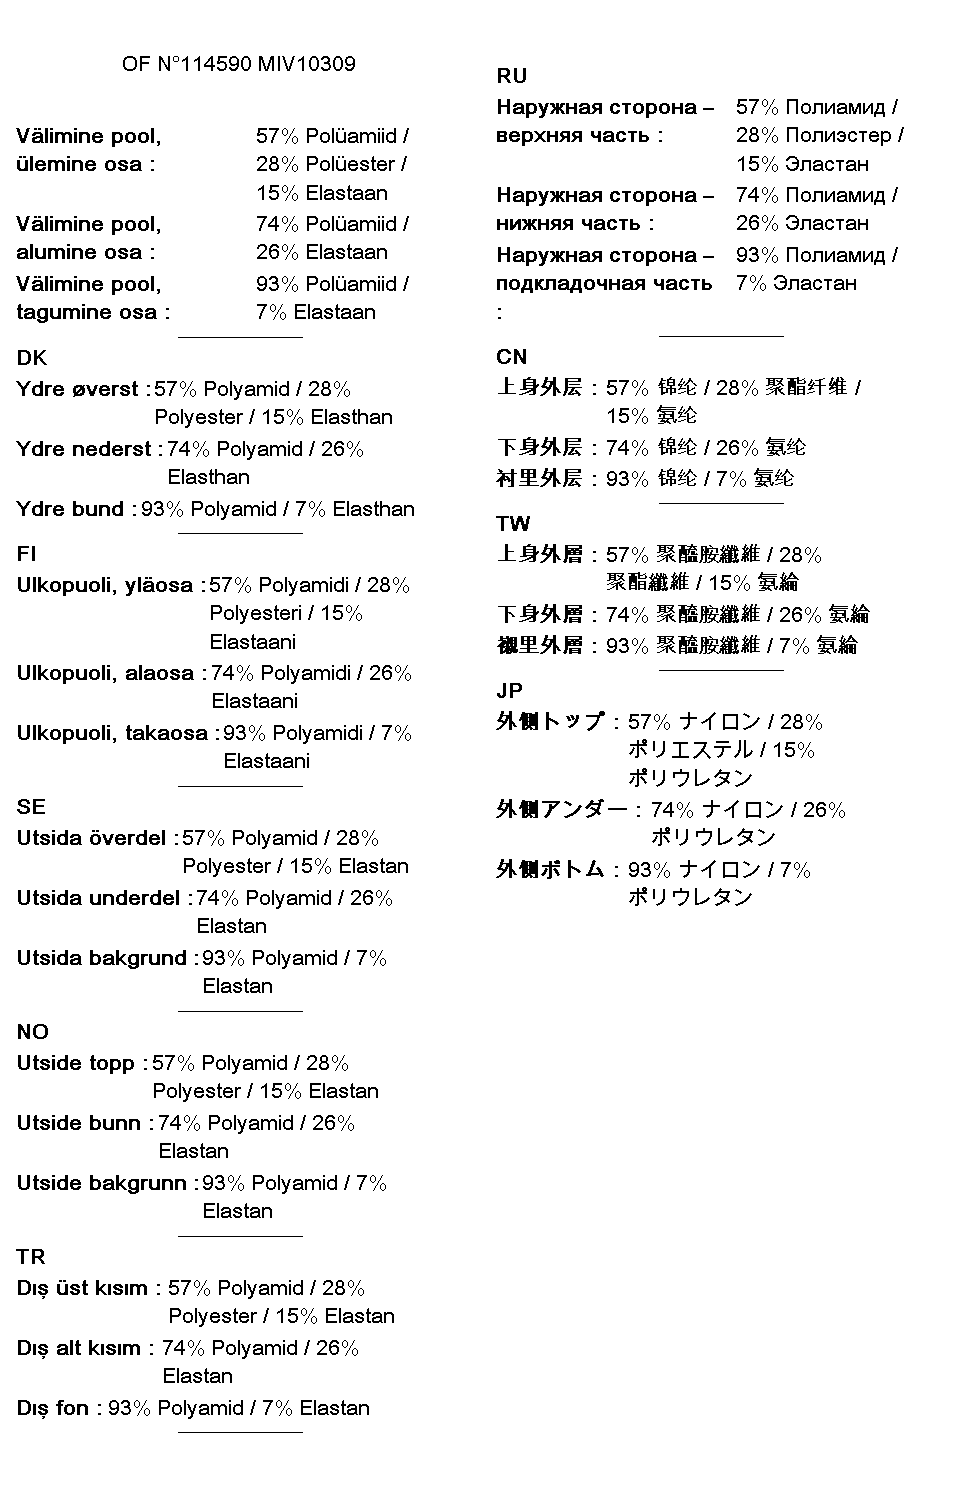 OF N°114590 MIV10309
Välimine pool, 57% Polüamiid /
ülemine osa : 28% Polüester /
15% Elastaan
Välimine pool, 74% Polüamiid /
alumine osa : 26% Elastaan
Välimine pool, 93% Polüamiid /
tagumine osa : 7% Elastaan
DK
Ydre øverst : 57% Polyamid / 28%
Polyester / 15% Elasthan
Ydre nederst : 74% Polyamid / 26%
Elasthan
Ydre bund : 93% Polyamid / 7% Elasthan
FI
Ulkopuoli, yläosa : 57% Polyamidi / 28%
Polyesteri / 15%
Elastaani
Ulkopuoli, alaosa : 74% Polyamidi / 26%
Elastaani
Ulkopuoli, takaosa : 93% Polyamidi / 7%
Elastaani
SE
Utsida överdel : 57% Polyamid / 28%
Polyester / 15% Elastan
Utsida underdel : 74% Polyamid / 26%
Elastan
Utsida bakgrund : 93% Polyamid / 7%
Elastan
NO
Utside topp : 57% Polyamid / 28%
Polyester / 15% Elastan
Utside bunn : 74% Polyamid / 26%
Elastan
Utside bakgrunn : 93% Polyamid / 7%
Elastan
TR
Dış üst kısım : 57% Polyamid / 28%
Polyester / 15% Elastan
Dış alt kısım : 74% Polyamid / 26%
Elastan
Dış fon : 93% Polyamid / 7% Elastan
RU
Наружная сторона – 57% Полиамид /
верхняя часть : 28% Полиэстер /
15% Эластан
Наружная сторона – 74% Полиамид /
нижняя часть : 26% Эластан
Наружная сторона – 93% Полиамид /
подкладочная часть 7% Эластан
:
CN
上身外层 : 57% 锦纶 / 28% 聚酯纤维 /
15% 氨纶
下身外层 : 74% 锦纶 / 26% 氨纶
衬里外层 : 93% 锦纶 / 7% 氨纶
TW
上身外層 : 57% 聚醯胺纖維 / 28%
聚酯纖維 / 15% 氨綸
下身外層 : 74% 聚醯胺纖維 / 26% 氨綸
襯里外層 : 93% 聚醯胺纖維 / 7% 氨綸
JP
外側トップ : 57% ナイロン / 28%
ポリエステル / 15%
ポリウレタン
外側アンダー : 74% ナイロン / 26%
ポリウレタン
外側ボトム : 93% ナイロン / 7%
ポリウレタン